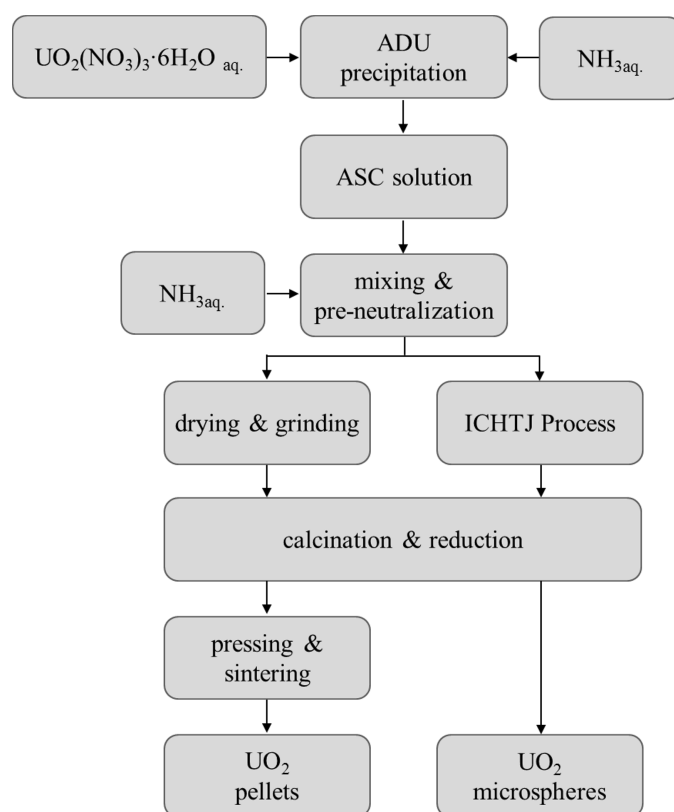 UO₂(NO₃)₃·6H₂O aq.
ADU
precipitation
NH₃aq.
ASC solution
NH₃aq.
mixing &
pre-neutralization
drying & grinding
ICHTJ Process
calcination & reduction
pressing &
sintering
UO₂
pellets
UO₂
microspheres